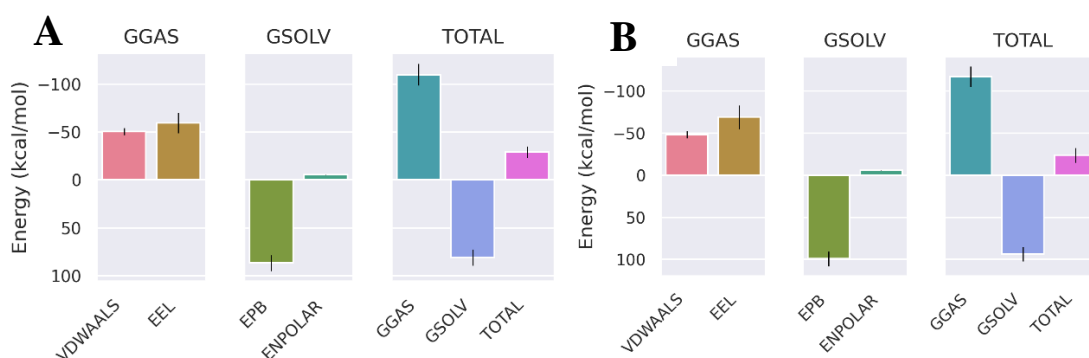 A
GGAS GSOLV TOTAL
Energy (kcal/mol)
−100
−50
0
50
100
VDWAALS EEL EPB ENPOLAR GGAS GSOLV TOTAL
B
GGAS GSOLV TOTAL
Energy (kcal/mol)
−100
−50
0
50
100
VDWAALS EEL EPB ENPOLAR GGAS GSOLV TOTAL